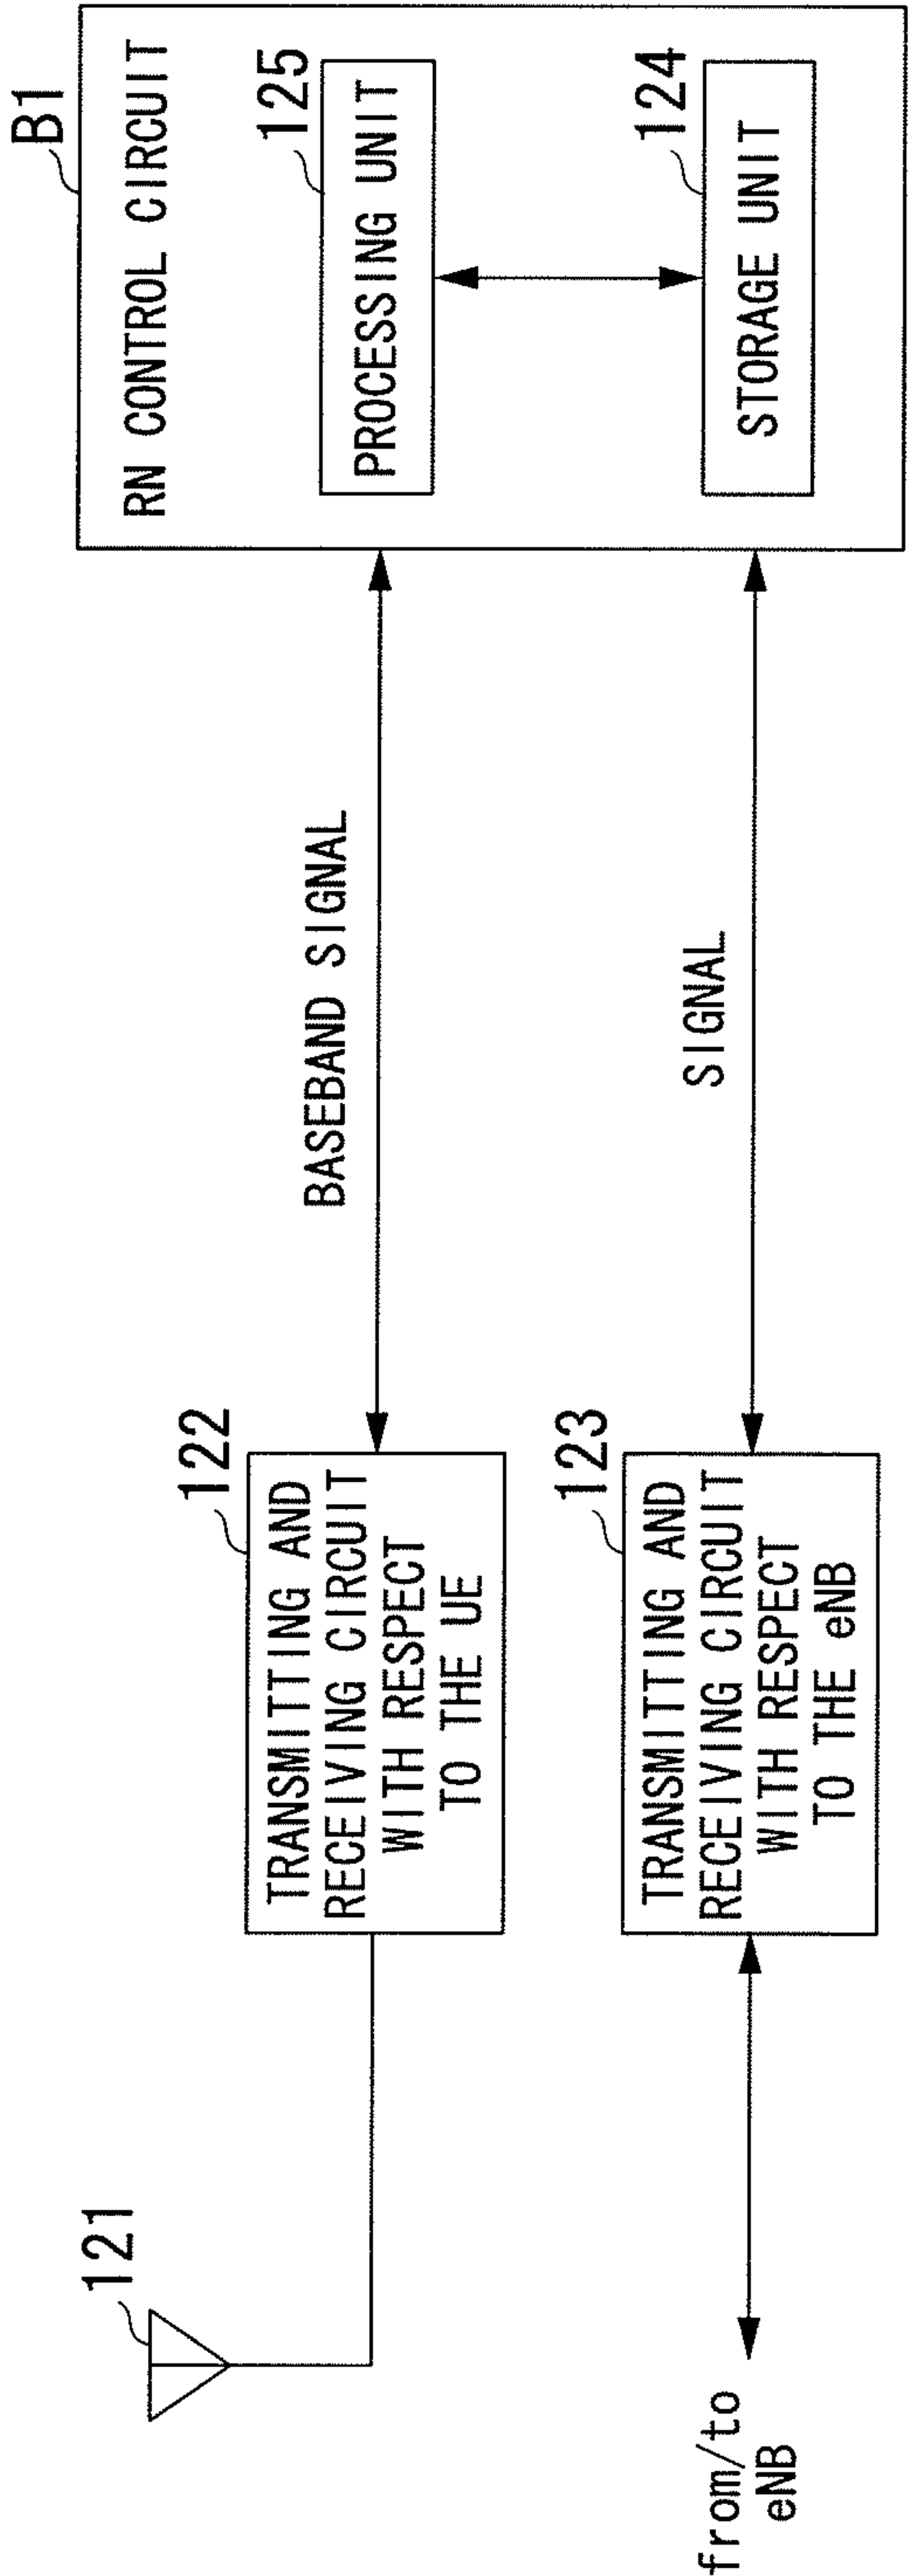 121
122
TRANSMITTING AND
RECEIVING CIRCUIT
WITH RESPECT
TO THE UE
BASEBAND SIGNAL
B1
RN CONTROL CIRCUIT
125
PROCESSING UNIT
from/to
eNB
123
TRANSMITTING AND
RECEIVING CIRCUIT
WITH RESPECT
TO THE eNB
SIGNAL
124
STORAGE UNIT